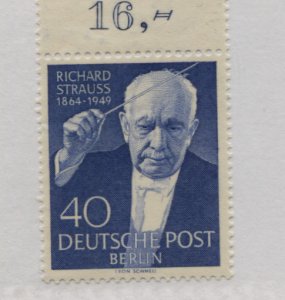 16,-
RICHARD
STRAUSS
1864-1949
40
DEUTSCHE POST
BERLIN